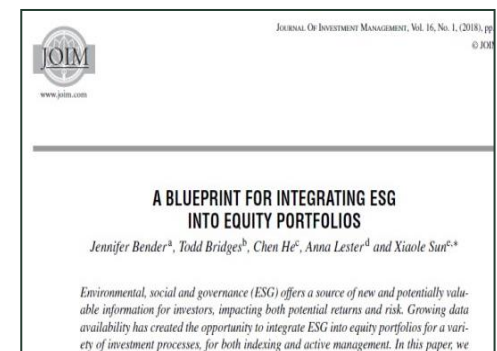 JOURNAL OF INVESTMENT MANAGEMENT, Vol. 16, No. 1, (2018), pp.
© JOIM
JOIM
www.joim.com
A BLUEPRINT FOR INTEGRATING ESG
INTO EQUITY PORTFOLIOS
Jennifer Bender^a, Todd Bridges^b, Chen He^c, Anna Lester^d and Xiaole Sun^e,*
Environmental, social and governance (ESG) offers a source of new and potentially valu-
able information for investors, impacting both potential returns and risk. Growing data
availability has created the opportunity to integrate ESG into equity portfolios for a vari-
ety of investment processes, for both indexing and active management. In this paper, we